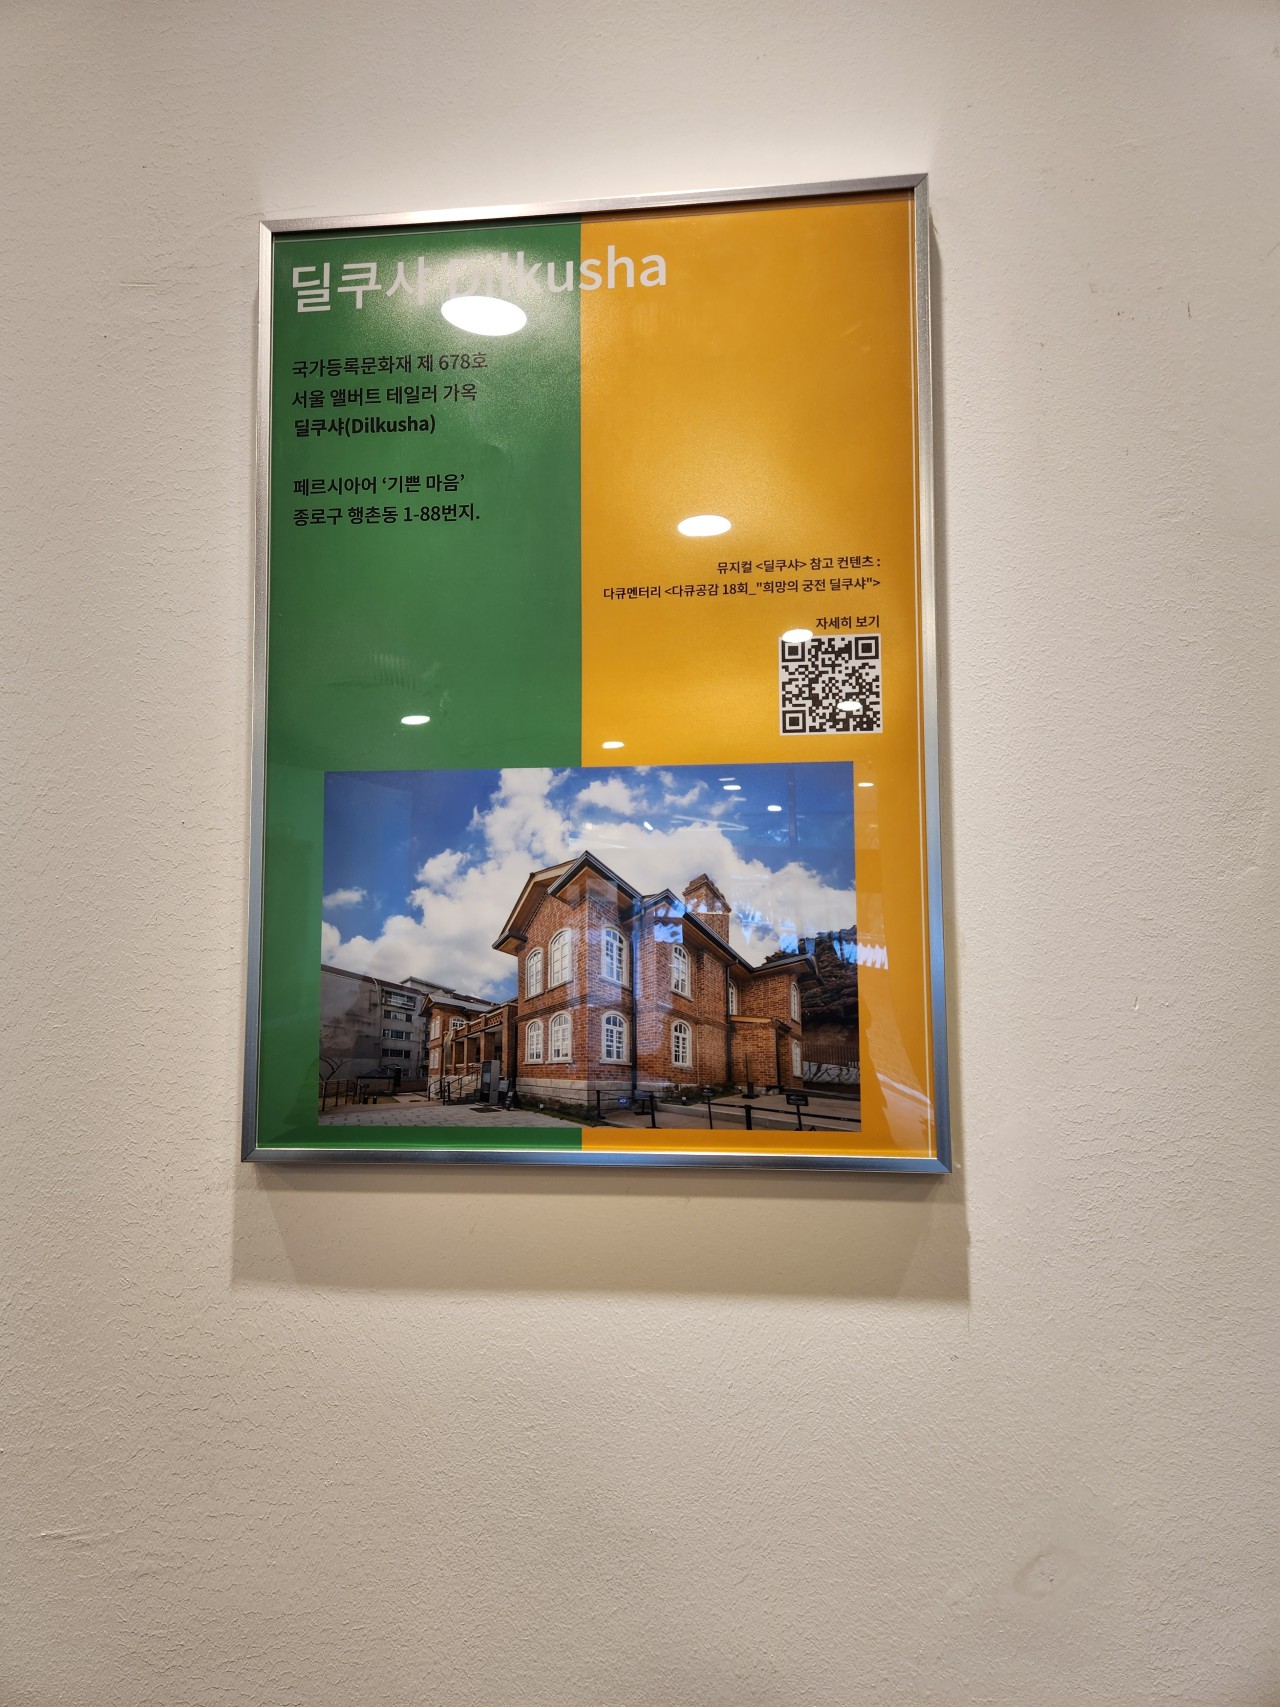 딜쿠샤 Dilkusha
국가등록문화재 제 678호
서울 앨버트 테일러 가옥
딜쿠샤(Dilkusha)
페르시아어 ‘기쁜 마음’
종로구 행촌동 1-88번지.
뮤지컬 <딜쿠샤> 참고 컨텐츠 :
다큐멘터리 <다큐공감 18회_"희망의 궁전 딜쿠샤">
자세히 보기